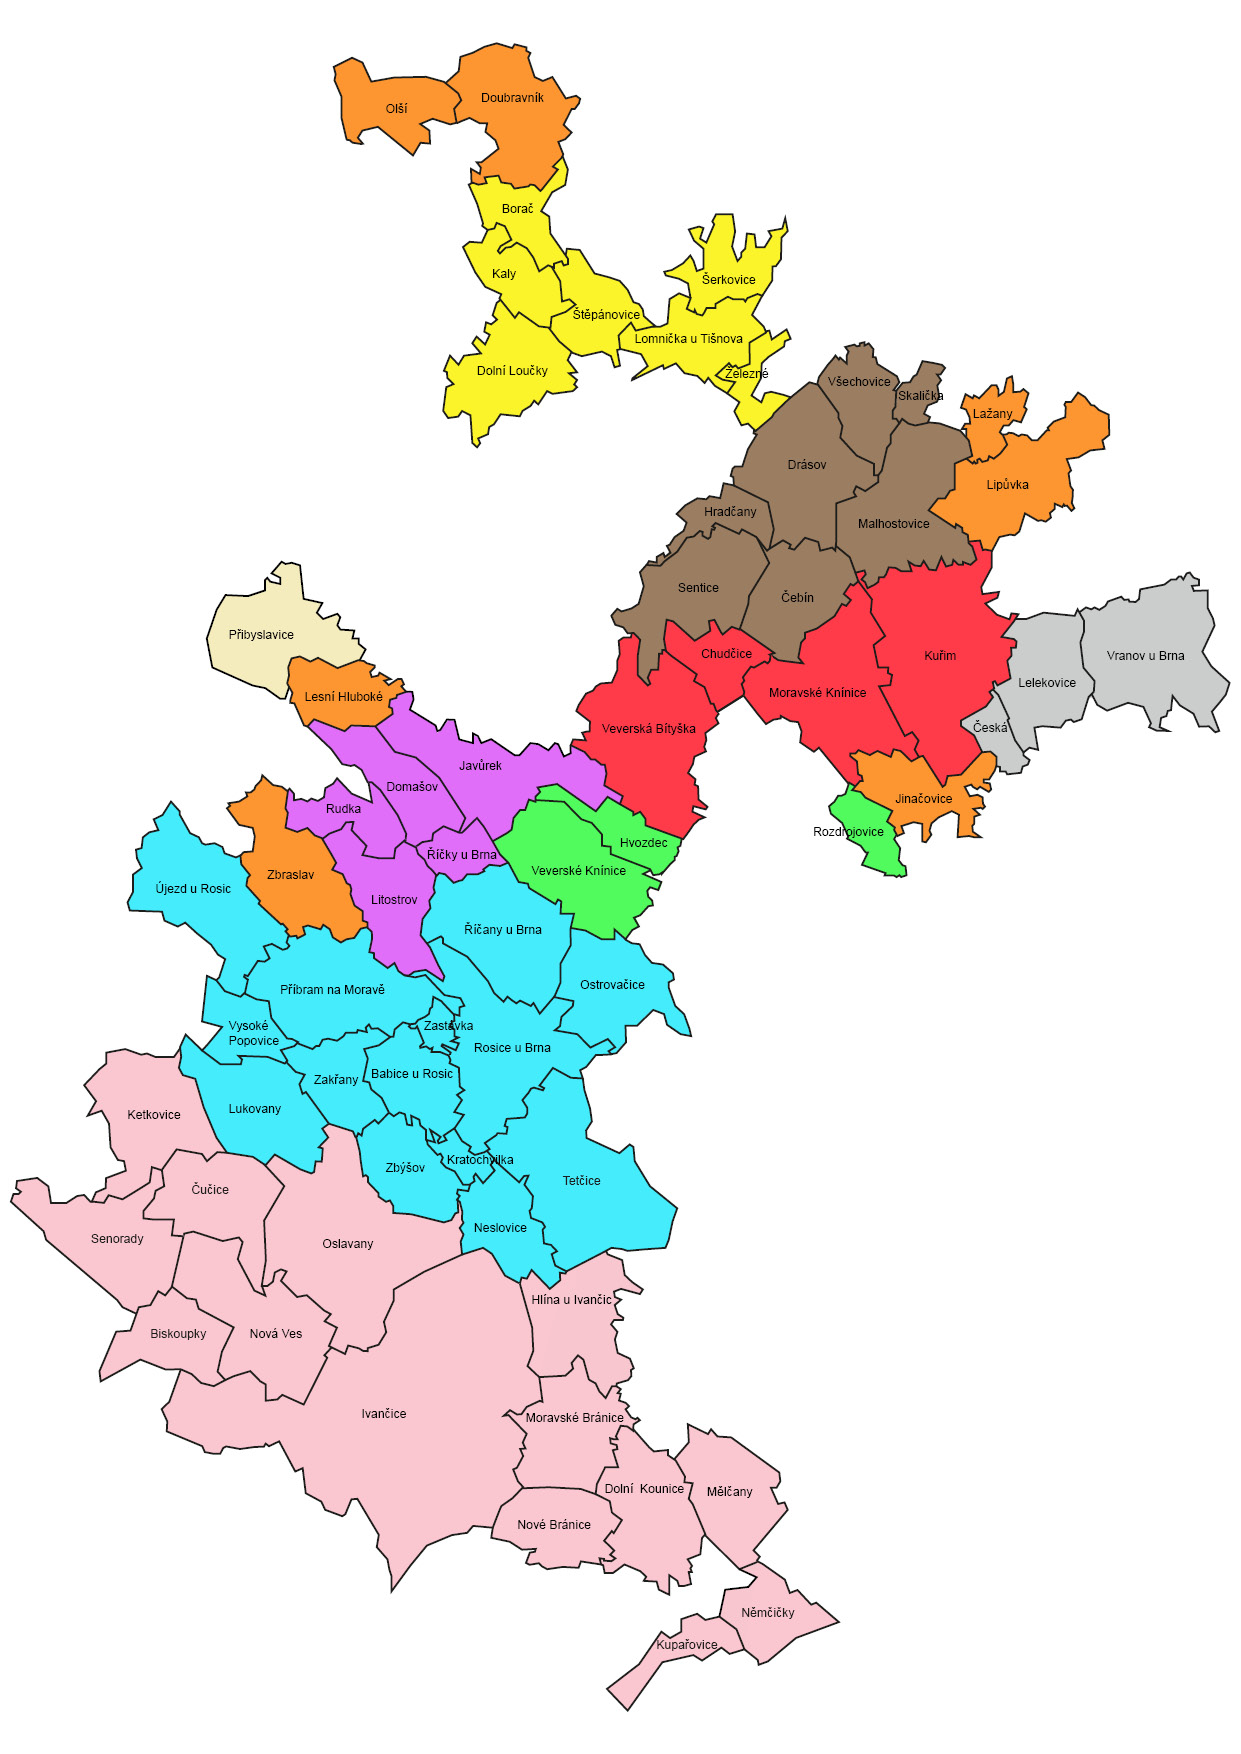 Doubravník
Olší
Borač
Kaly
Šerkovice
Štěpánovice
Lomnička u Tišnova
Dolní Loučky
Železné
Všechovice
Skalička
Lažany
Drásov
Lipůvka
Hradčany
Malhostovice
Sentice
Čebín
Přibyslavice
Chudčice
Kuřim
Vranov u Brna
Lelekovice
Moravské Knínice
Lesní Hluboké
Veverská Bítyška
Česká
Javůrek
Domašov
Jinačovice
Rudka
Rozdrojovice
Hvozdec
Říčky u Brna
Veverské Knínice
Zbraslav
Újezd u Rosic
Litostrov
Říčany u Brna
Ostrovačice
Příbram na Moravě
Vysoké
Popovice
Zastávka
Rosice u Brna
Babice u Rosic
Zakřany
Lukovany
Ketkovice
Kratochvilka
Zbýšov
Tetčice
Čučice
Neslovice
Senorady
Oslavany
Hlína u Ivančic
Biskoupky
Nová Ves
Ivančice
Moravské Bránice
Dolní  Kounice
Mělčany
Nové Bránice
Němčičky
Kupařovice